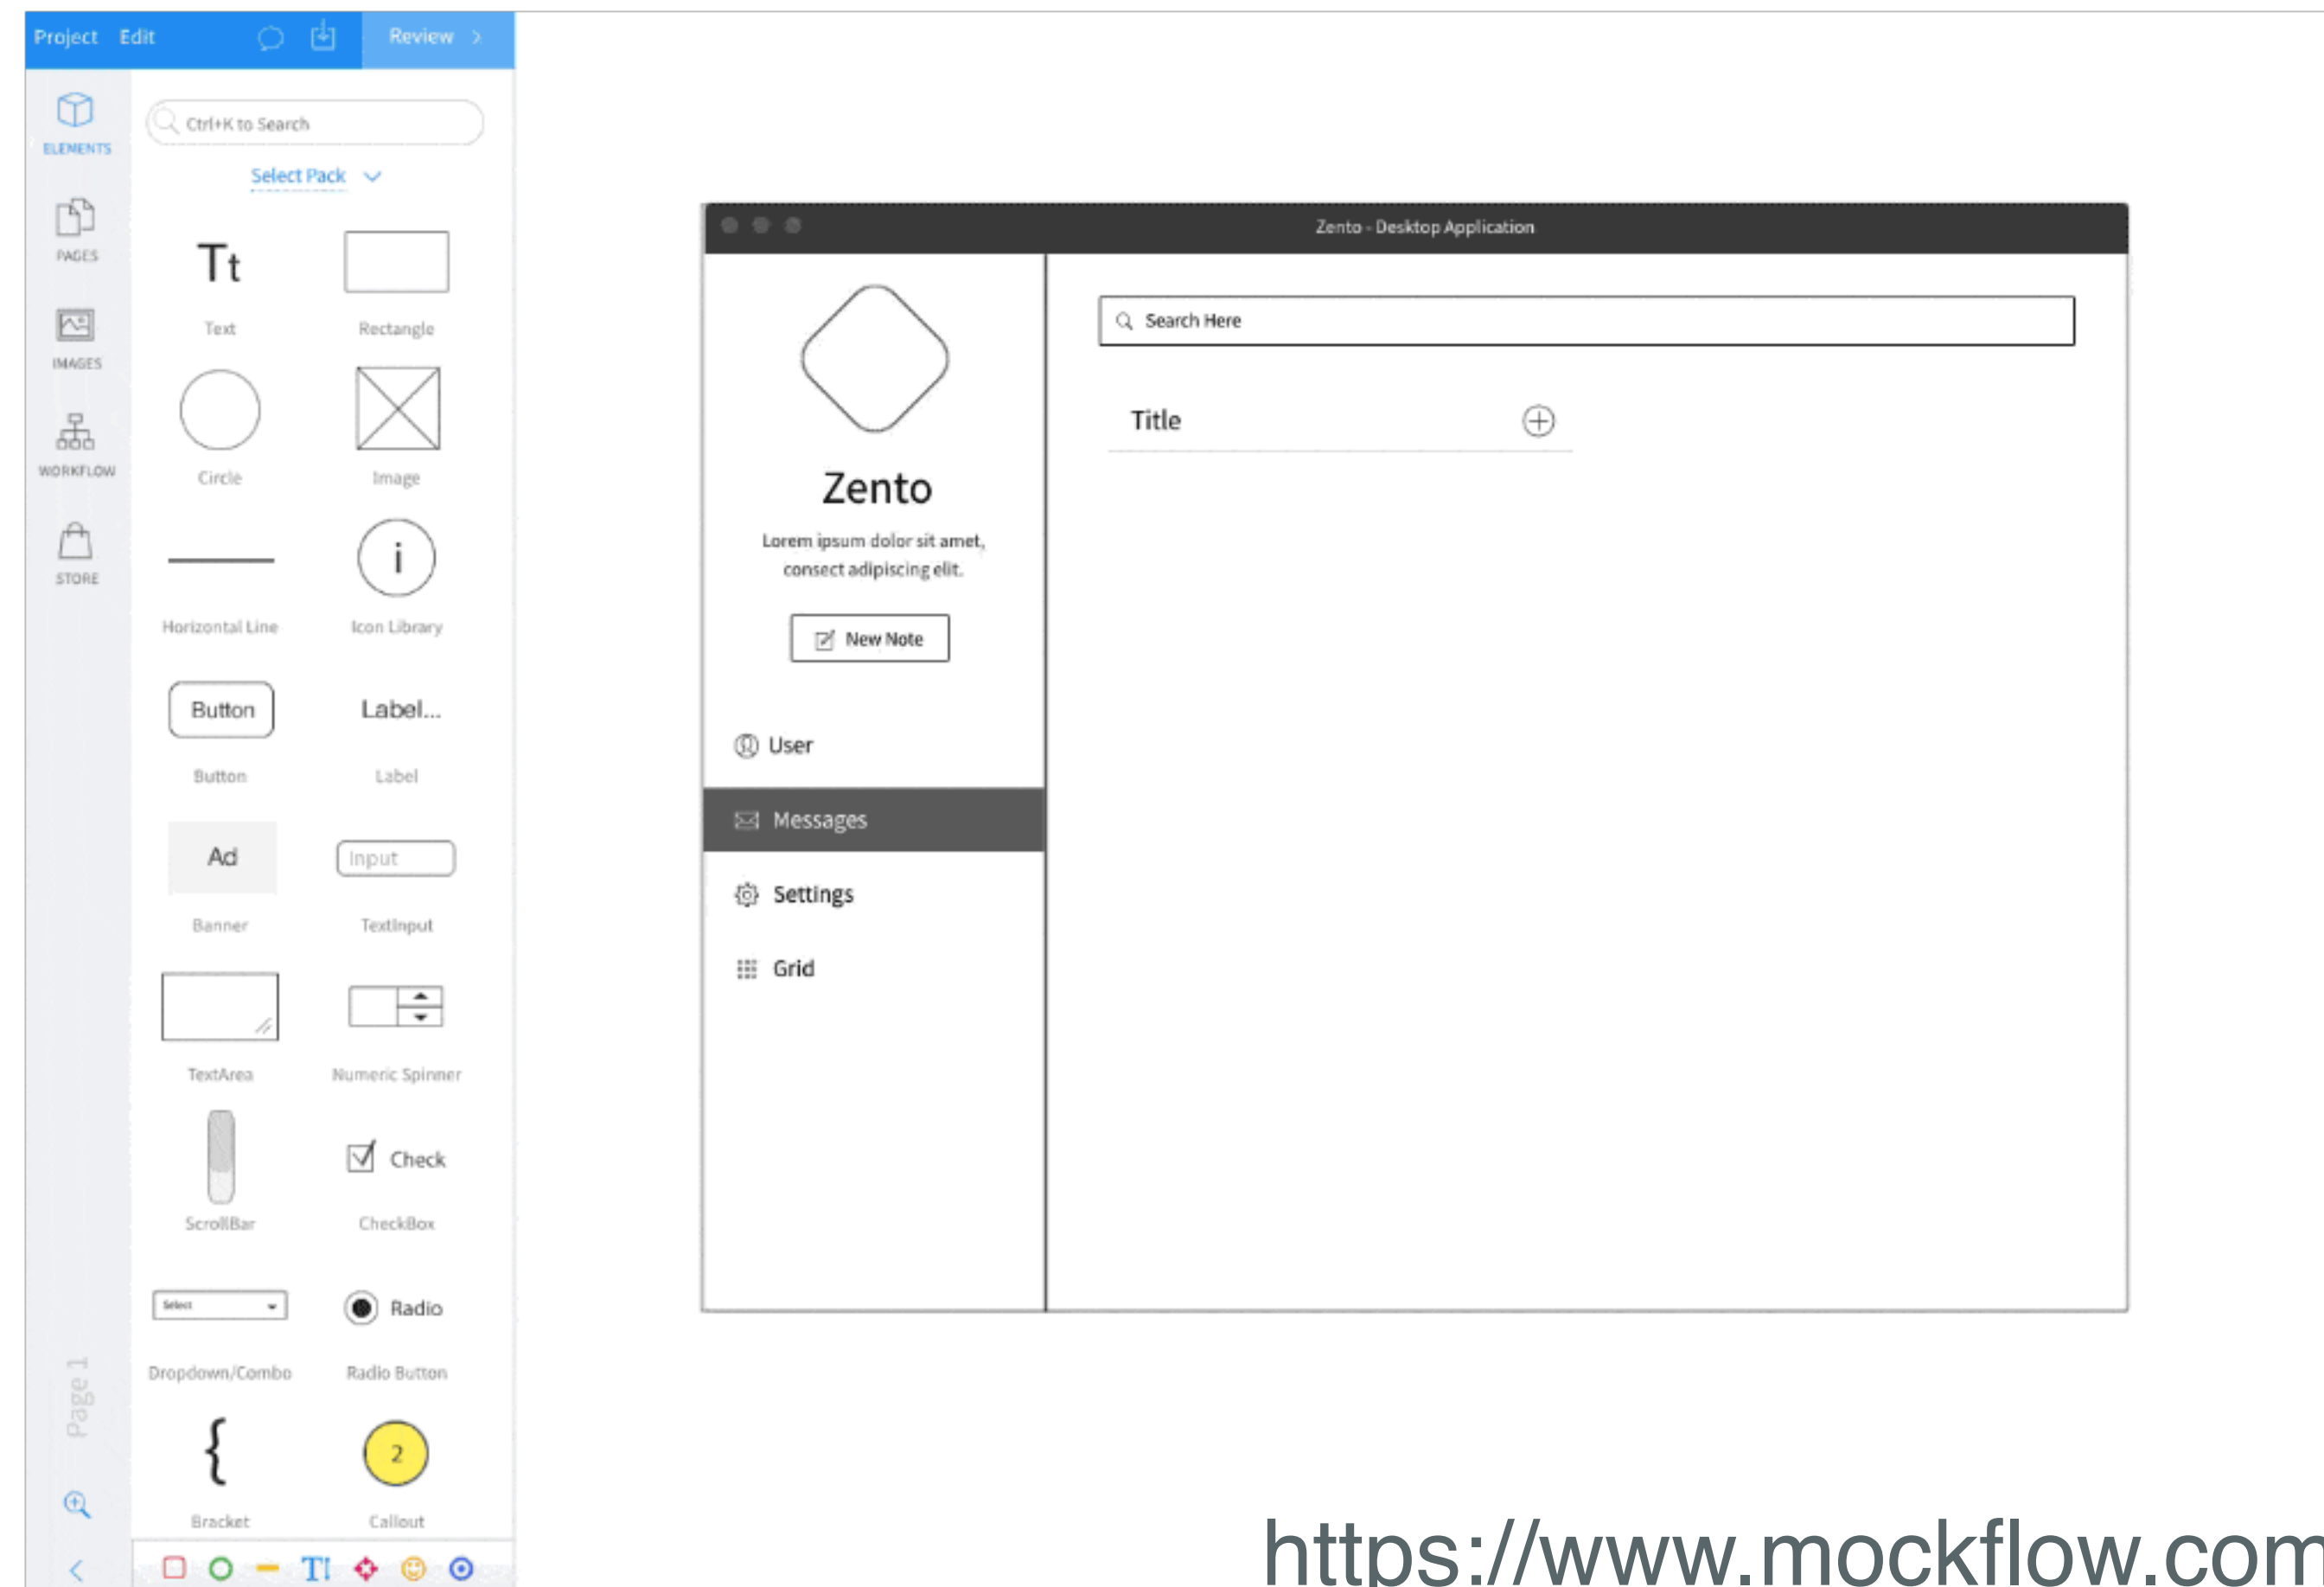 Project Edit Review >
ELEMENTS
PAGES
IMAGES
WORKFLOW
STORE
Page 1
Ctrl+K to Search
Select Pack
Tt
Text Rectangle
Circle Image
i
Horizontal Line Icon Library
Button Label...
Button Label
Ad Input
Banner TextInput
TextArea Numeric Spinner
Check
ScrollBar CheckBox
Select Radio
Dropdown/Combo Radio Button
{ 2
Bracket Callout
TI
Zento - Desktop Application
Zento
Lorem ipsum dolor sit amet,
consect adipiscing elit.
New Note
User
Messages
Settings
Grid
Search Here
Title
https://www.mockflow.com